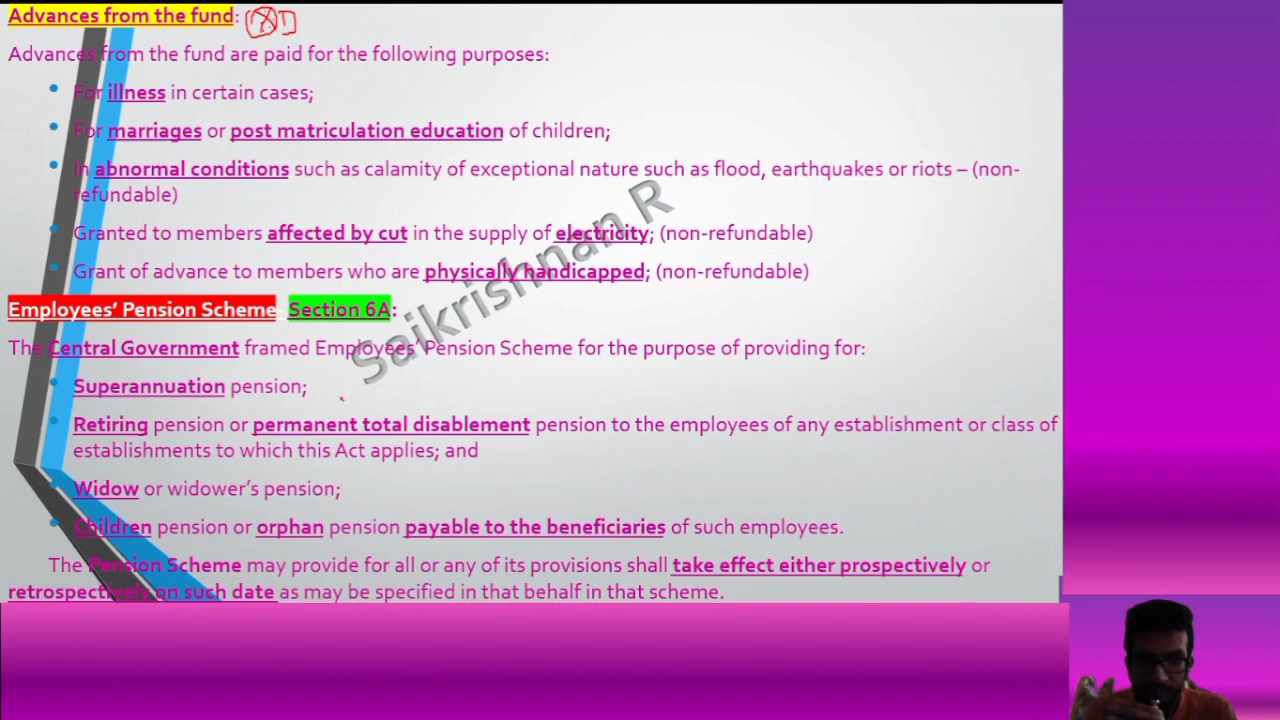 Advances from the fund:
Advances from the fund are paid for the following purposes:
For illness in certain cases;
For marriages or post matriculation education of children;
In abnormal conditions such as calamity of exceptional nature such as flood, earthquakes or riots – (non-
refundable)
Granted to members affected by cut in the supply of electricity; (non-refundable)
Grant of advance to members who are physically handicapped; (non-refundable)
Employees' Pension Scheme Section 6A:
The Central Government framed Employees' Pension Scheme for the purpose of providing for:
Superannuation pension;
Retiring pension or permanent total disablement pension to the employees of any establishment or class of
establishments to which this Act applies; and
Widow or widower's pension;
Children pension or orphan pension payable to the beneficiaries of such employees.
The Pension Scheme may provide for all or any of its provisions shall take effect either prospectively or
retrospectively on such date as may be specified in that behalf in that scheme.
Saikrishnan R